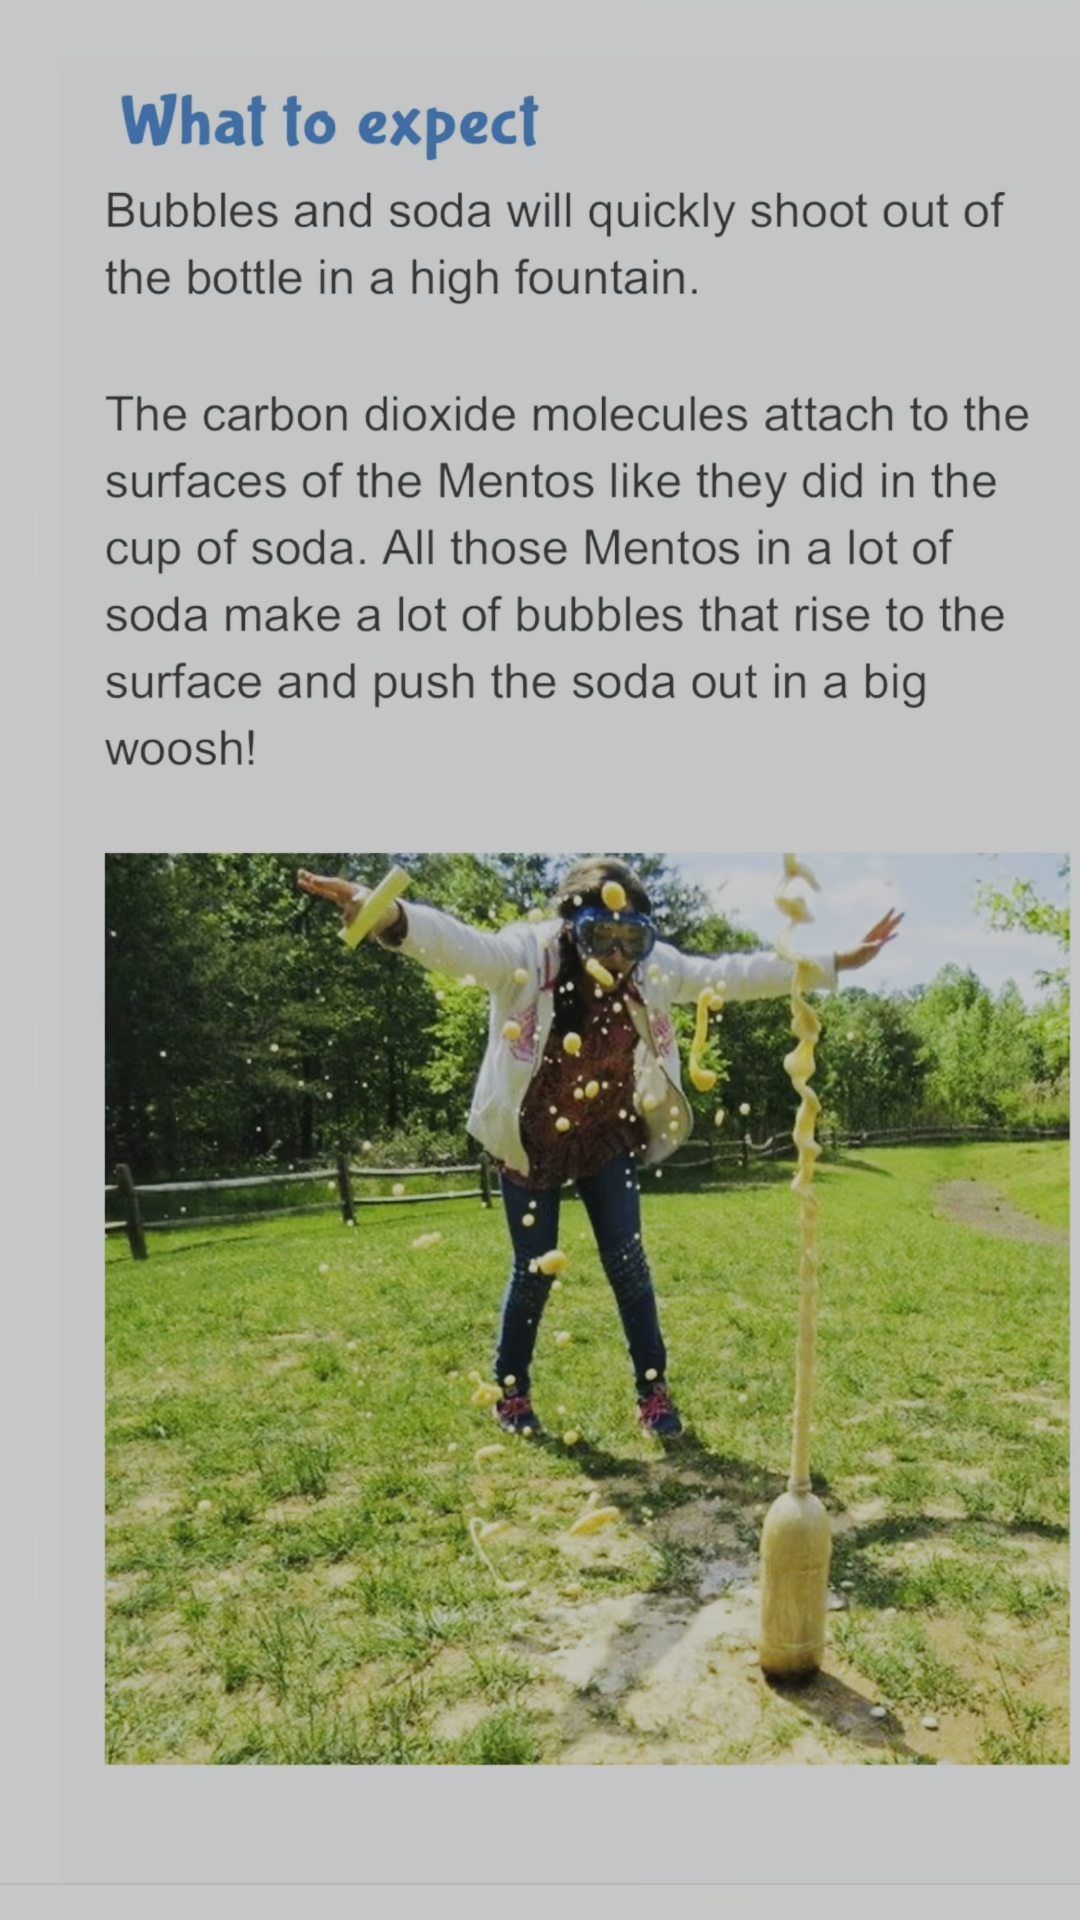 What to expect
Bubbles and soda will quickly shoot out of
the bottle in a high fountain.
The carbon dioxide molecules attach to the
surfaces of the Mentos like they did in the
cup of soda. All those Mentos in a lot of
soda make a lot of bubbles that rise to the
surface and push the soda out in a big
woosh!